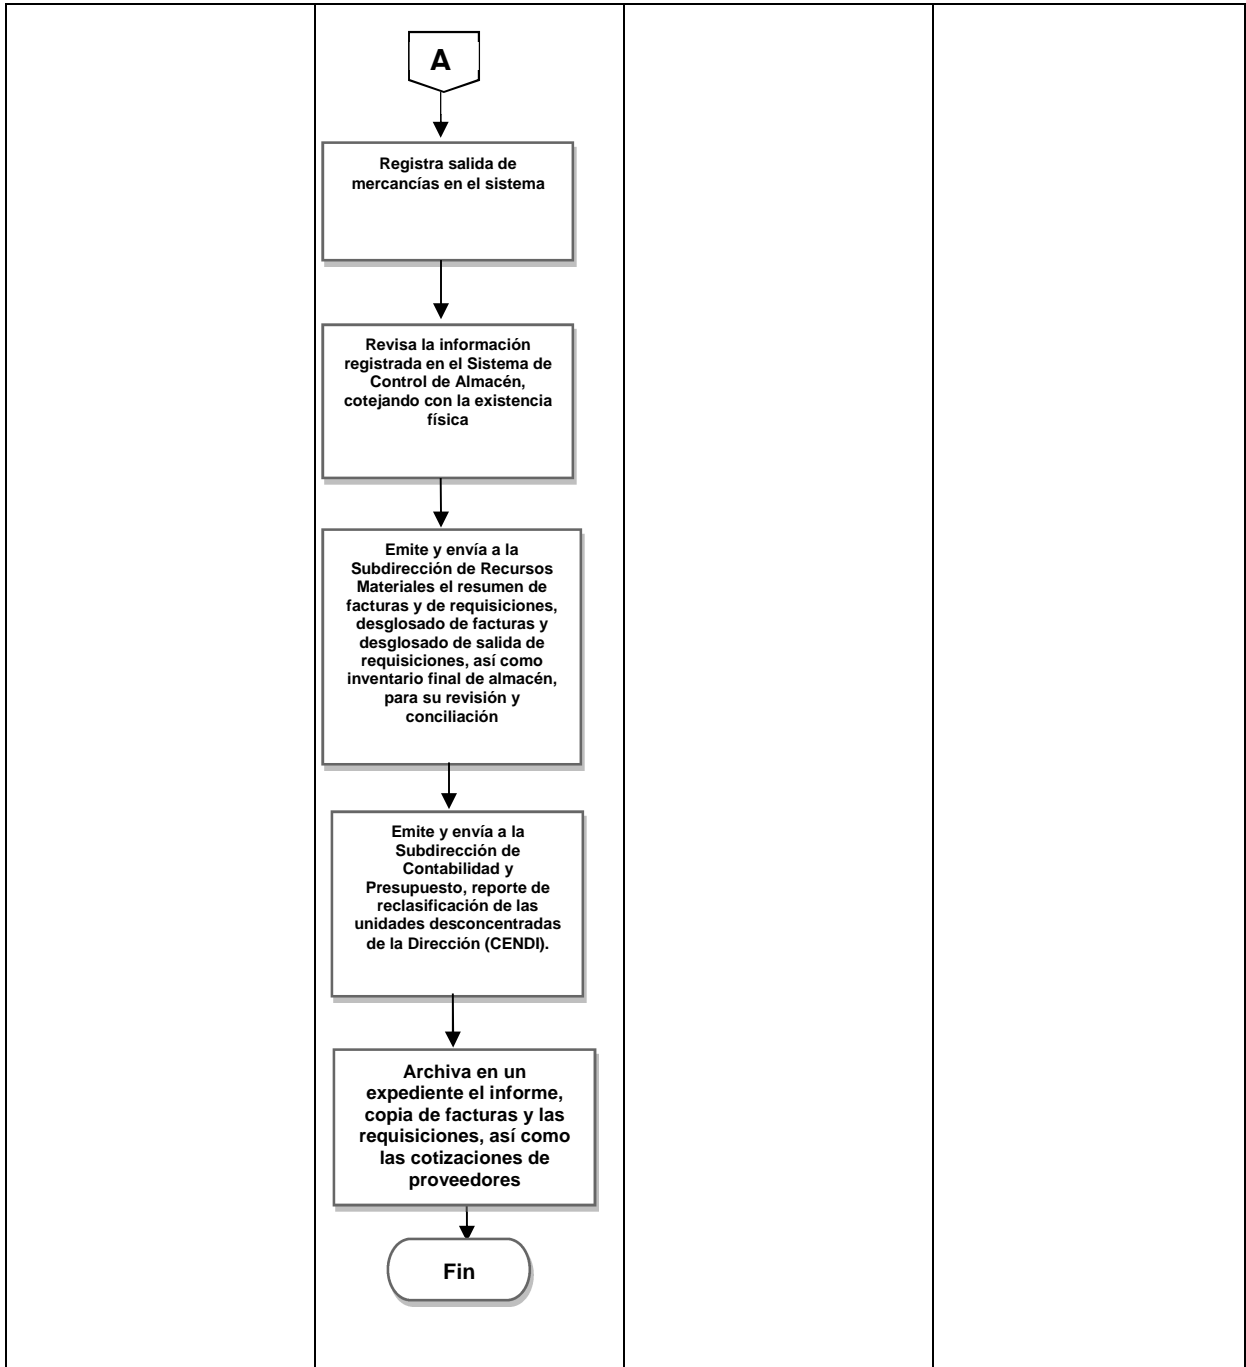 A
Registra salida de
mercancías en el sistema
Revisa la información
registrada en el Sistema de
Control de Almacén,
cotejando con la existencia
física
Emite y envía a la
Subdirección de Recursos
Materiales el resumen de
facturas y de requisiciones,
desglosado de facturas y
desglosado de salida de
requisiciones, así como
inventario final de almacén,
para su revisión y
conciliación
Emite y envía a la
Subdirección de
Contabilidad y
Presupuesto, reporte de
reclasificación de las
unidades desconcentradas
de la Dirección (CENDI).
Archiva en un
expediente el informe,
copia de facturas y las
requisiciones, así como
las cotizaciones de
proveedores
Fin